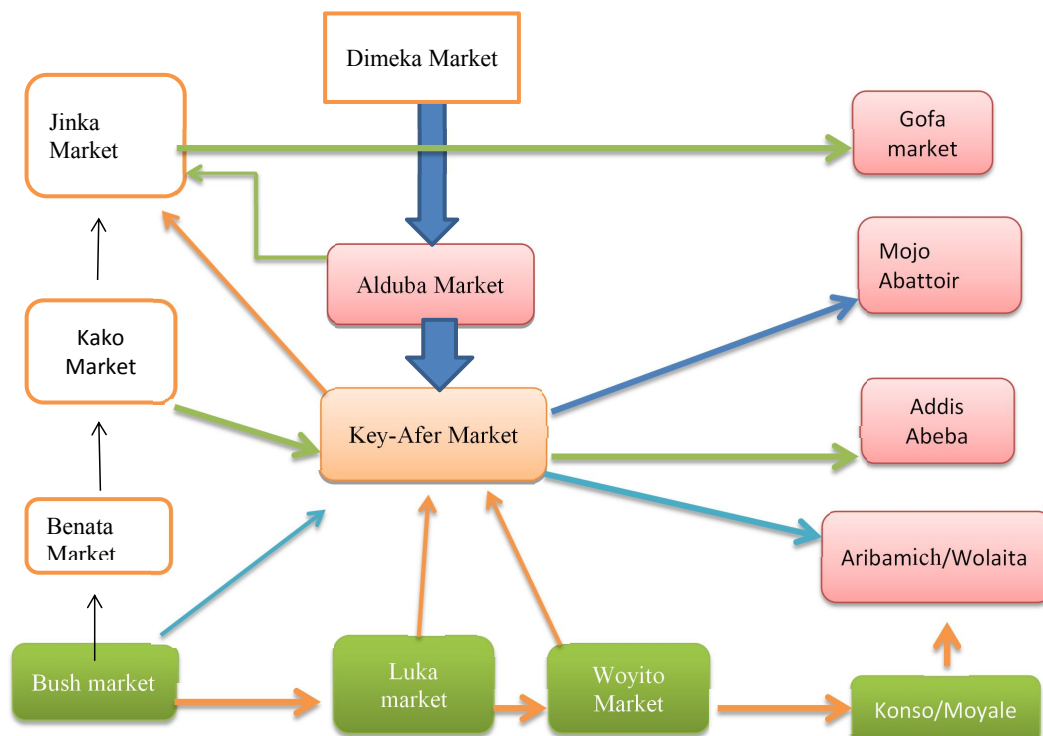 Dimeka Market
Jinka
Market
Gofa
market
Mojo
Abattoir
Alduba Market
Kako
Market
Key-Afer Market
Addis
Abeba
Benata
Market
Aribamich/Wolaita
Bush market
Luka
market
Woyito
Market
Konso/Moyale